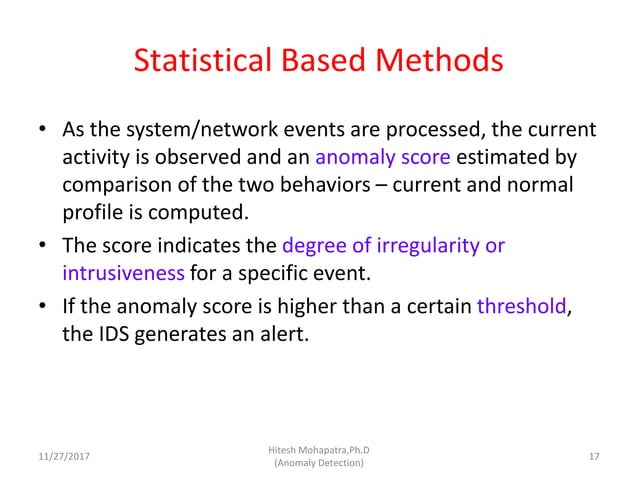 Statistical Based Methods
• As the system/network events are processed, the current
activity is observed and an anomaly score estimated by
comparison of the two behaviors – current and normal
profile is computed.
• The score indicates the degree of irregularity or
intrusiveness for a specific event.
• If the anomaly score is higher than a certain threshold,
the IDS generates an alert.
11/27/2017
Hitesh Mohapatra,Ph.D
(Anomaly Detection)
17